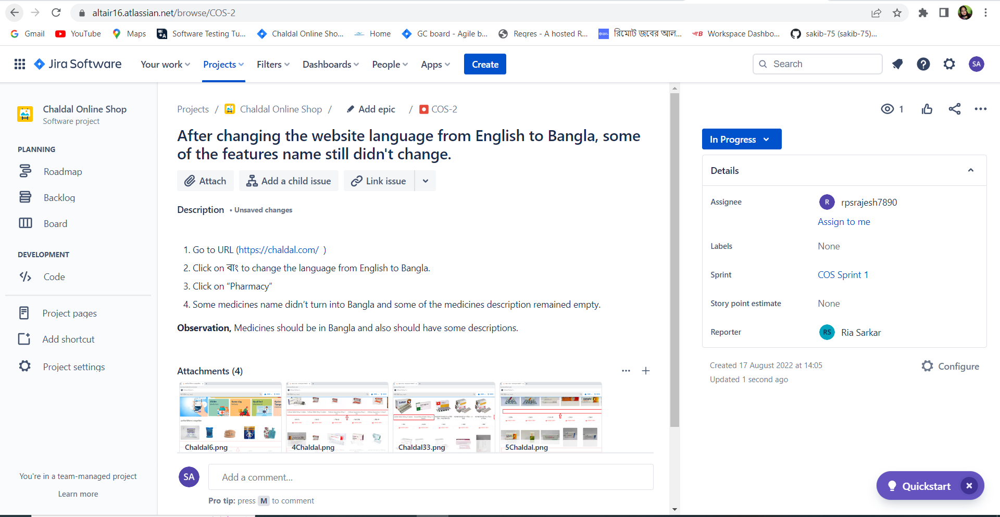 altair16.atlassian.net/browse/COS-2
Gmail
YouTube
Maps
Software Testing Tu...
Chaldal Online Sho...
Home
GC board - Agile b...
Reqres - A hosted R...
রিমোট জবের আল...
Workspace Dashbo...
sakib-75 (sakib-75)...
Jira Software
Your work
Projects
Filters
Dashboards
People
Apps
Create
Search
SA
Chaldal Online Shop
Software project
PLANNING
Roadmap
Backlog
Board
DEVELOPMENT
Code
Project pages
Add shortcut
Project settings
You're in a team-managed project
Learn more
Projects / Chaldal Online Shop / Add epic / COS-2
After changing the website language from English to Bangla, some
of the features name still didn't change.
Attach
Add a child issue
Link issue
Description • Unsaved changes
1. Go to URL (https://chaldal.com/ )
2. Click on বাং to change the language from English to Bangla.
3. Click on “Pharmacy”
4. Some medicines name didn’t turn into Bangla and some of the medicines description remained empty.
Observation, Medicines should be in Bangla and also should have some descriptions.
Attachments (4)
Chaldal6.png
4Chaldal.png
Chaldal33.png
5Chaldal.png
SA
Add a comment...
Pro tip: press M to comment
1
In Progress
Details
Assignee
R rpsrajesh7890
Assign to me
Labels
None
Sprint
COS Sprint 1
Story point estimate
None
Reporter
RS Ria Sarkar
Created 17 August 2022 at 14:05
Updated 1 second ago
Configure
Quickstart